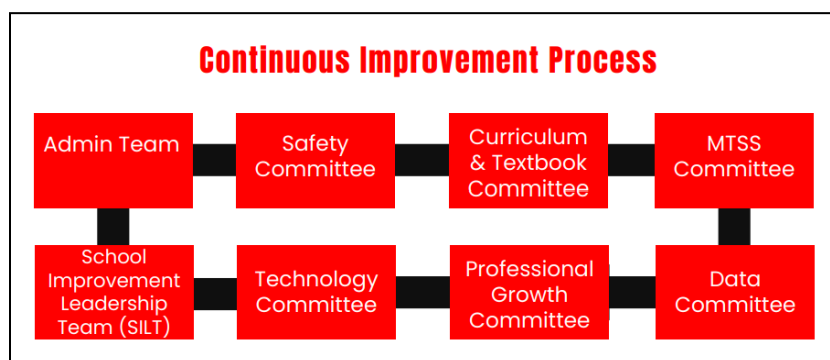 Continuous Improvement Process
Admin Team
Safety
Committee
Curriculum
& Textbook
Committee
MTSS
Committee
School
Improvement
Leadership
Team (SILT)
Technology
Committee
Professional
Growth
Committee
Data
Committee